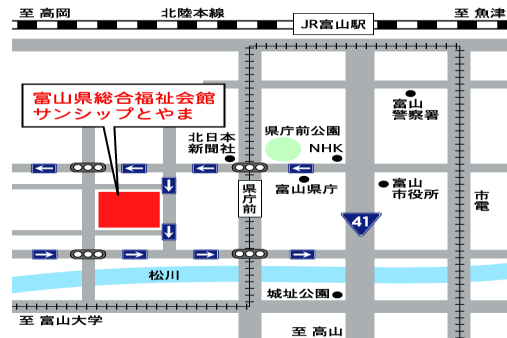 至 高岡
北陸本線
JR富山駅
至 魚津
富山県総合福祉会館
サンシップとやま
富山
警察署
北日本
新聞社
県庁前公園
NHK
富山県庁
富山
市役所
県庁前
市電
41
松川
城址公園
至 富山大学
至 高山